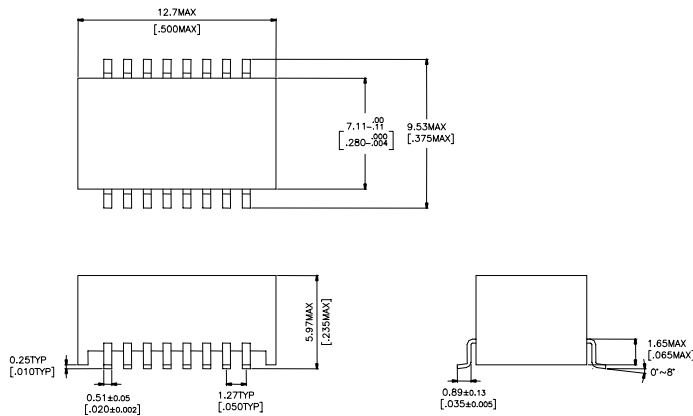 12.7MAX
[.500MAX]
7.11-.11 .00
[.280-.004 .000]
9.53MAX
[.375MAX]
5.97MAX
[.235MAX]
0.25TYP
[.010TYP]
0.51±0.05
[.020±0.002]
1.27TYP
[.050TYP]
1.65MAX
[.065MAX]
0°~8°
0.89±0.13
[.035±0.005]